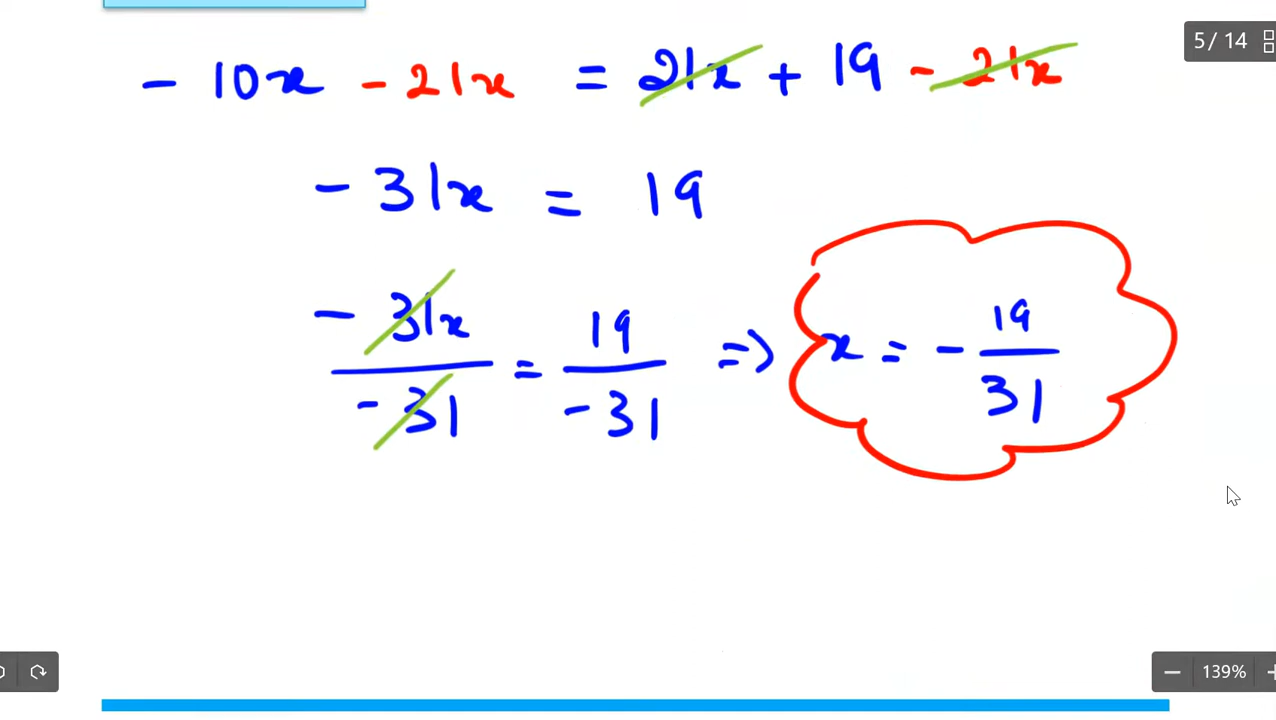 5 / 14
- 10x - 21x = 21x + 19 - 21x
- 31x = 19
- 31x / - 31 = 19 / - 31 => x = - 19 / 31
139%